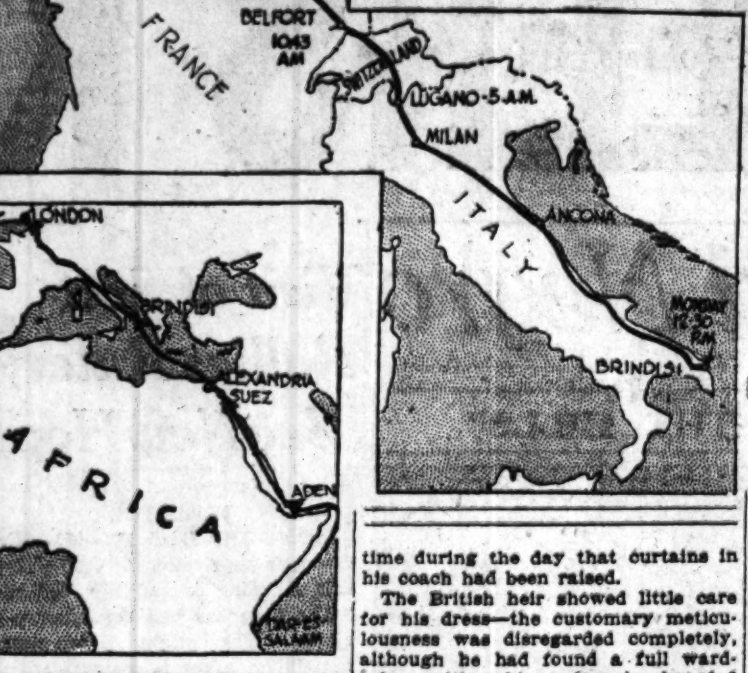 BELFORT
10:43
AM
FRANCE
SWITZERLAND
LUGANO-5 A.M.
MILAN
ITALY
ANCONA
MONDAY
12:30
P.M.
BRINDISI
LONDON
BRINDISI
ALEXANDRIA
SUEZ
AFRICA
ADEN
DAR-ES
SALAAM
time during the day that curtains in
his coach had been raised.
The British heir showed little care
for his dress—the customary meticu-
lousness was disregarded completely,
although he had found a full ward-